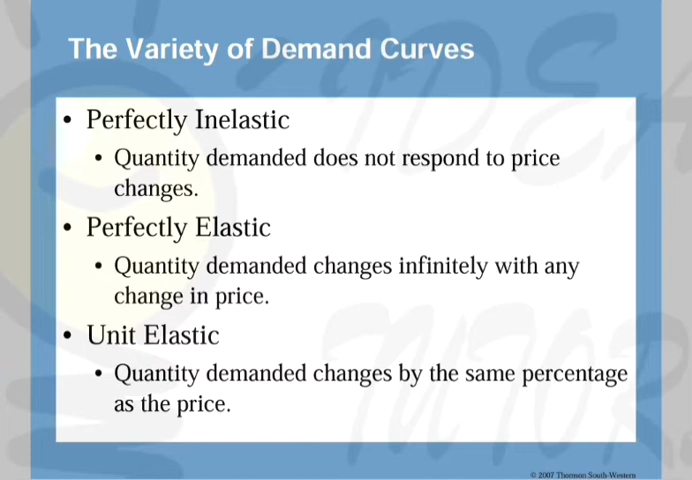 The Variety of Demand Curves
• Perfectly Inelastic
• Quantity demanded does not respond to price
changes.
• Perfectly Elastic
• Quantity demanded changes infinitely with any
change in price.
• Unit Elastic
• Quantity demanded changes by the same percentage
as the price.
© 2007 Thomson South-Western